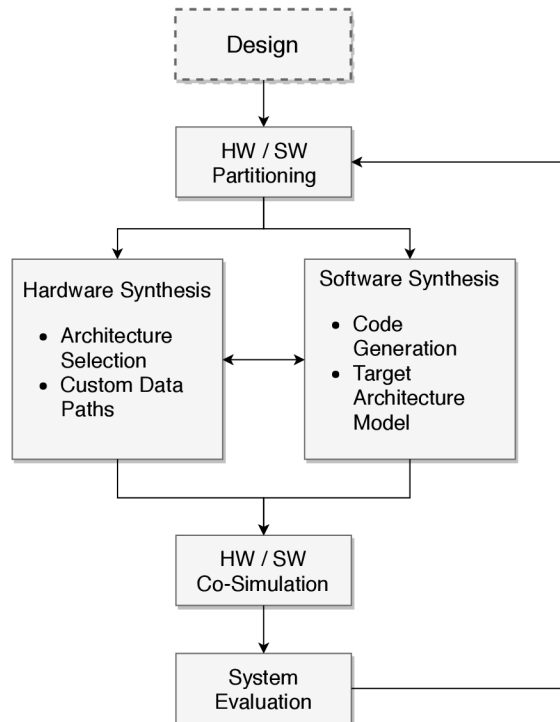 Design
HW / SW
Partitioning
Hardware Synthesis
• Architecture
Selection
• Custom Data
Paths
Software Synthesis
• Code
Generation
• Target
Architecture
Model
HW / SW
Co-Simulation
System
Evaluation